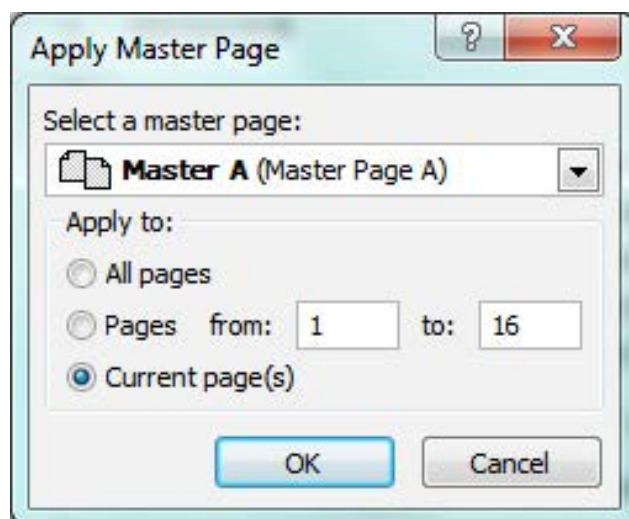 Apply Master Page
?
Select a master page:
Master A (Master Page A)
Apply to:
All pages
Pages from: 1 to: 16
Current page(s)
OK Cancel